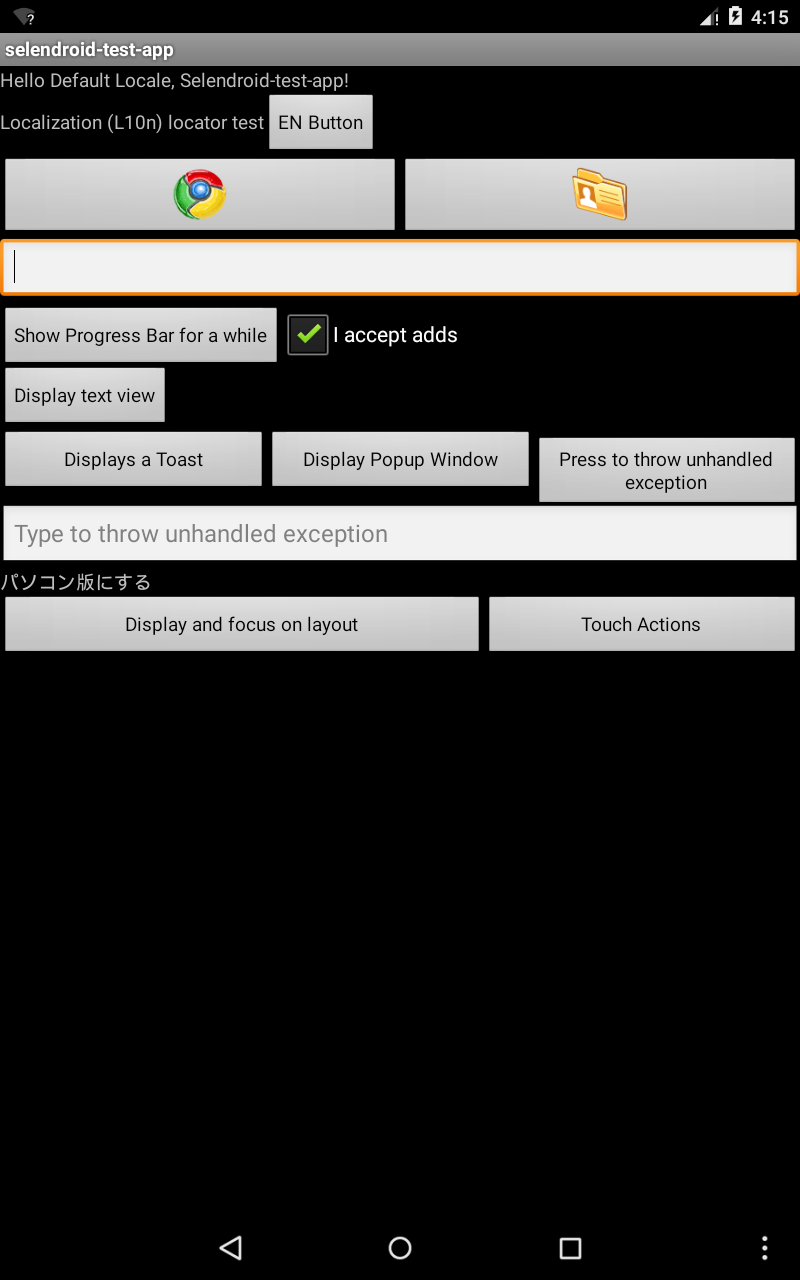 4:15
selendroid-test-app
Hello Default Locale, Selendroid-test-app!
Localization (L10n) locator test
EN Button
Show Progress Bar for a while
I accept adds
Display text view
Displays a Toast
Display Popup Window
Press to throw unhandled
exception
Type to throw unhandled exception
パソコン版にする
Display and focus on layout
Touch Actions